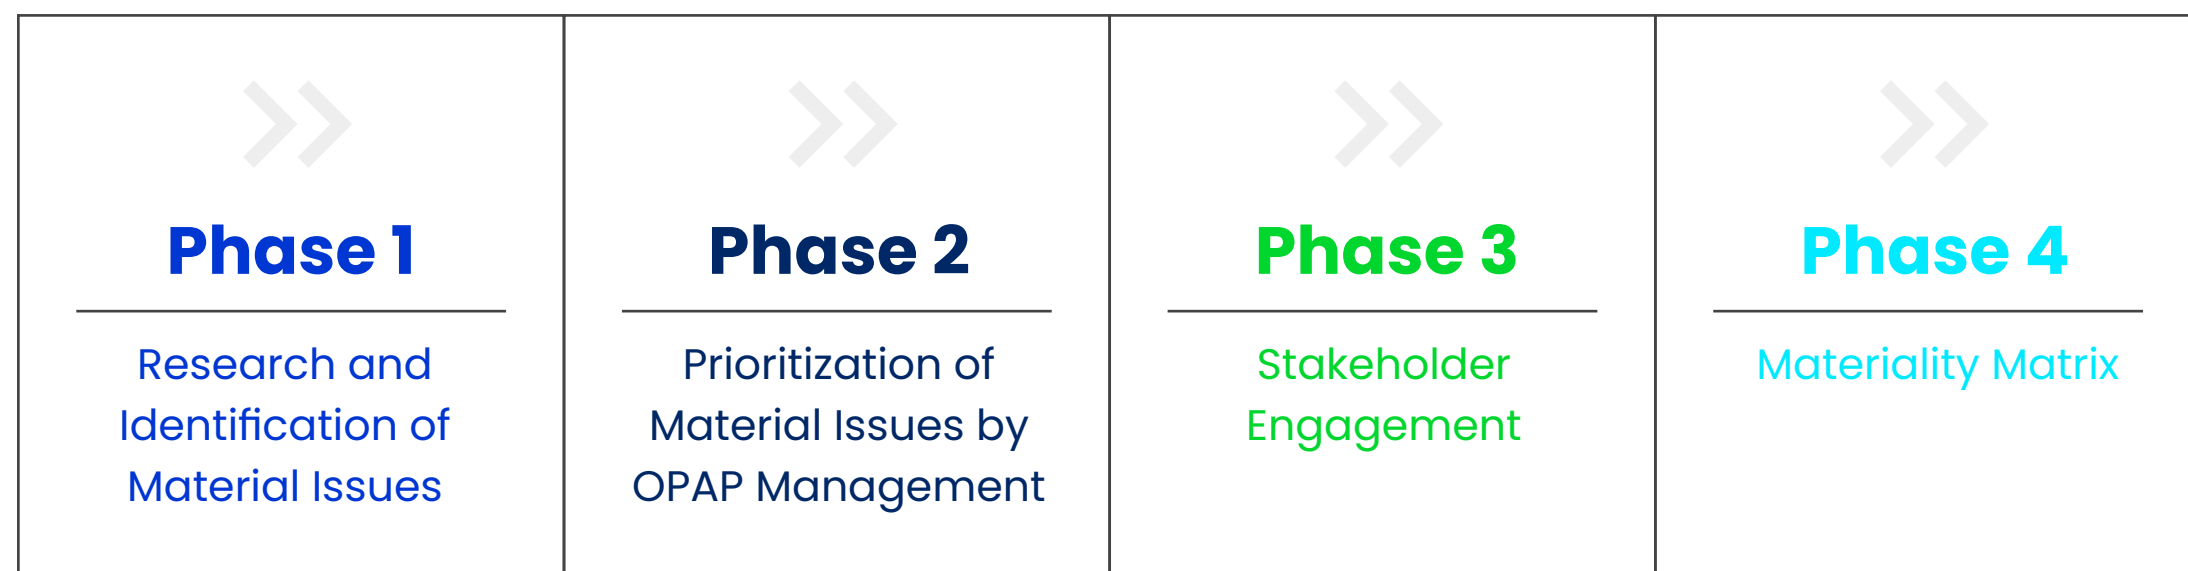 Phase 1
Research and
Identification of
Material Issues
Phase 2
Prioritization of
Material Issues by
OPAP Management
Phase 3
Stakeholder
Engagement
Phase 4
Materiality Matrix